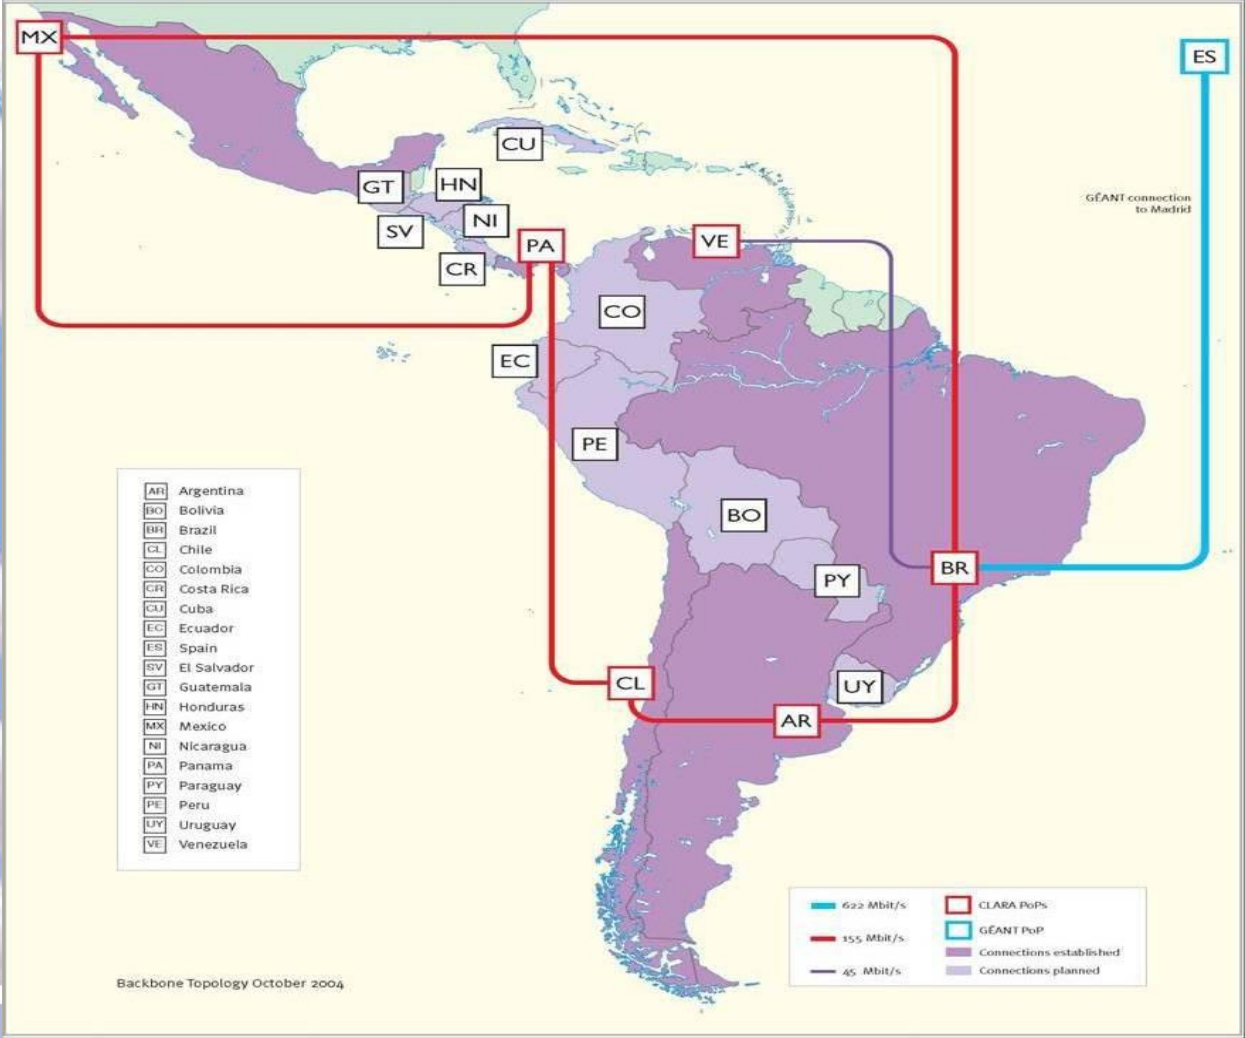 MX
ES
CU
GÉANT connection
to Madrid
GT
HN
NI
SV
PA
VE
CR
CO
EC
PE
BO
BR
PY
CL
UY
AR
AR Argentina
BO Bolivia
BR Brazil
CL Chile
CO Colombia
CR Costa Rica
CU Cuba
EC Ecuador
ES Spain
SV El Salvador
GT Guatemala
HN Honduras
MX Mexico
NI Nicaragua
PA Panama
PY Paraguay
PE Peru
UY Uruguay
VE Venezuela
622 Mbit/s
155 Mbit/s
45 Mbit/s
CLARA PoPs
GÉANT PoP
Connections established
Connections planned
Backbone Topology October 2004